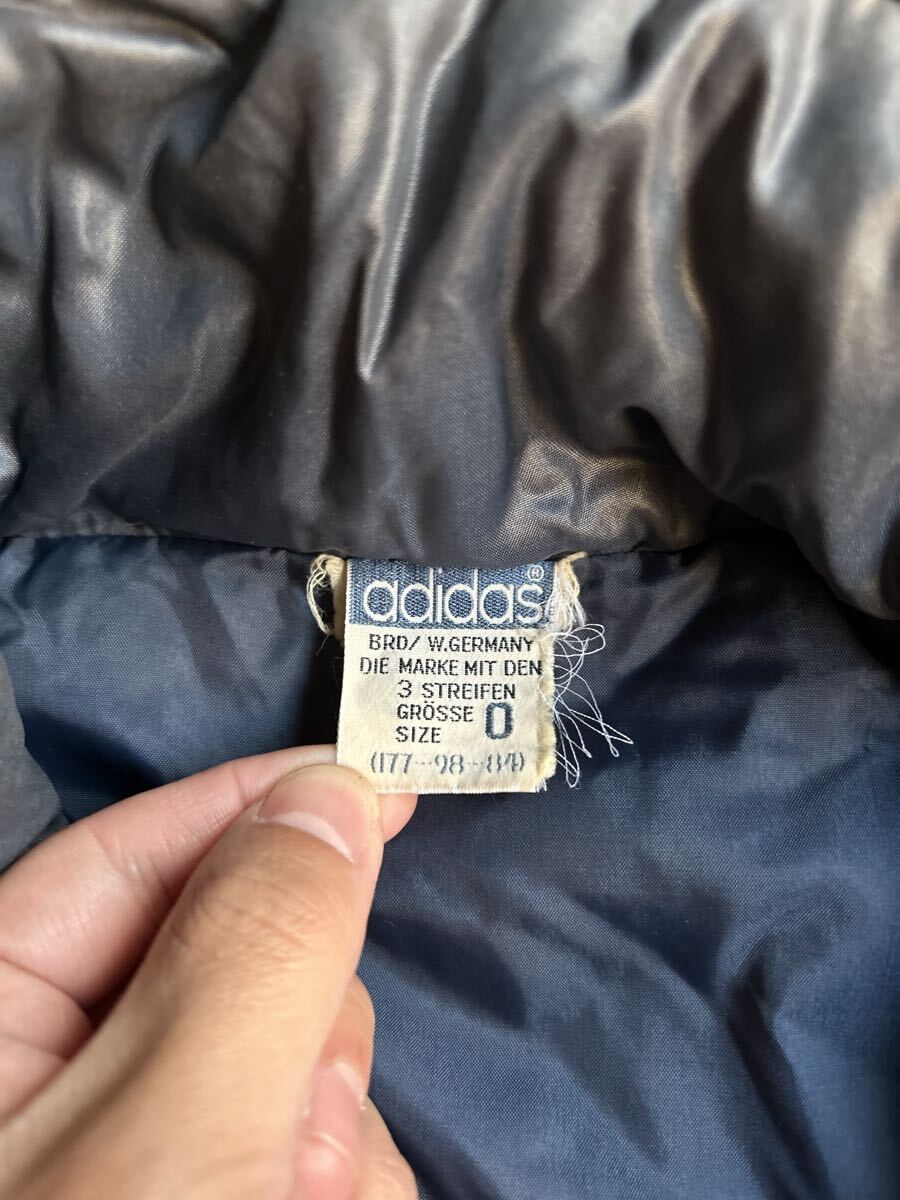 adidas ®
BRD/ W.GERMANY
DIE MARKE MIT DEN
3 STREIFEN
GRÖSSE 0
SIZE
(177--98--84)